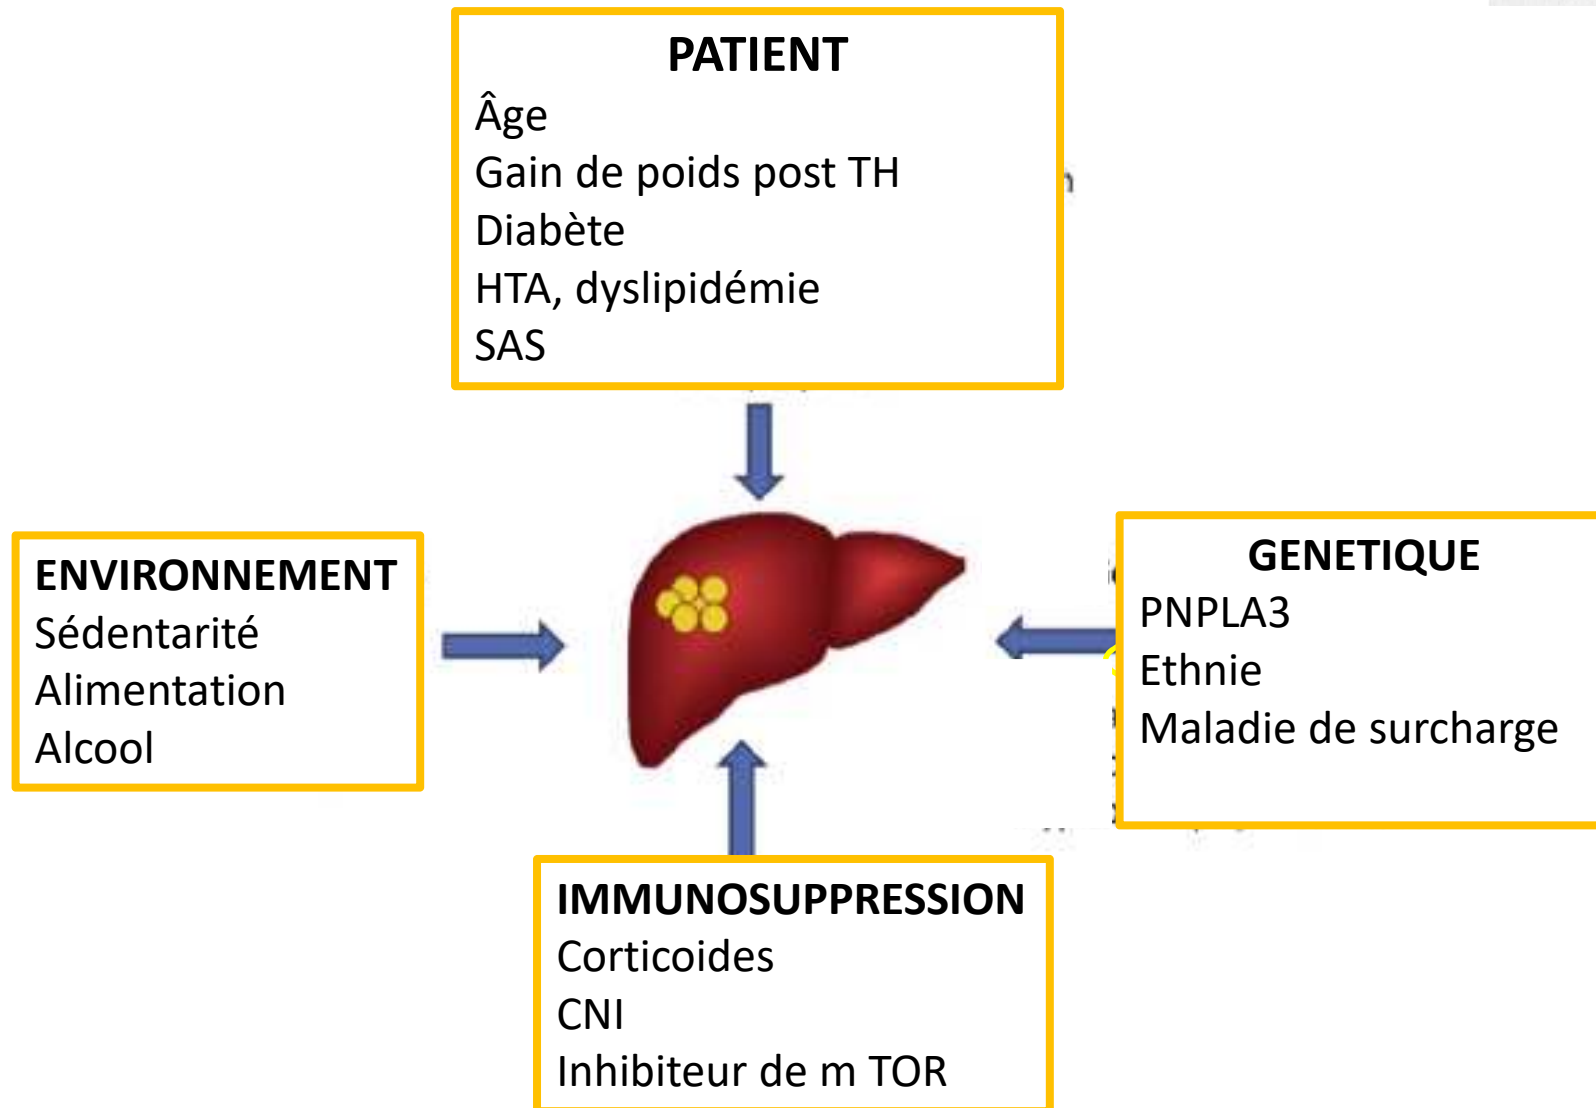 PATIENT
Âge
Gain de poids post TH
Diabète
HTA, dyslipidémie
SAS
ENVIRONNEMENT
Sédentarité
Alimentation
Alcool
GENETIQUE
PNPLA3
Ethnie
Maladie de surcharge
IMMUNOSUPPRESSION
Corticoides
CNI
Inhibiteur de m TOR